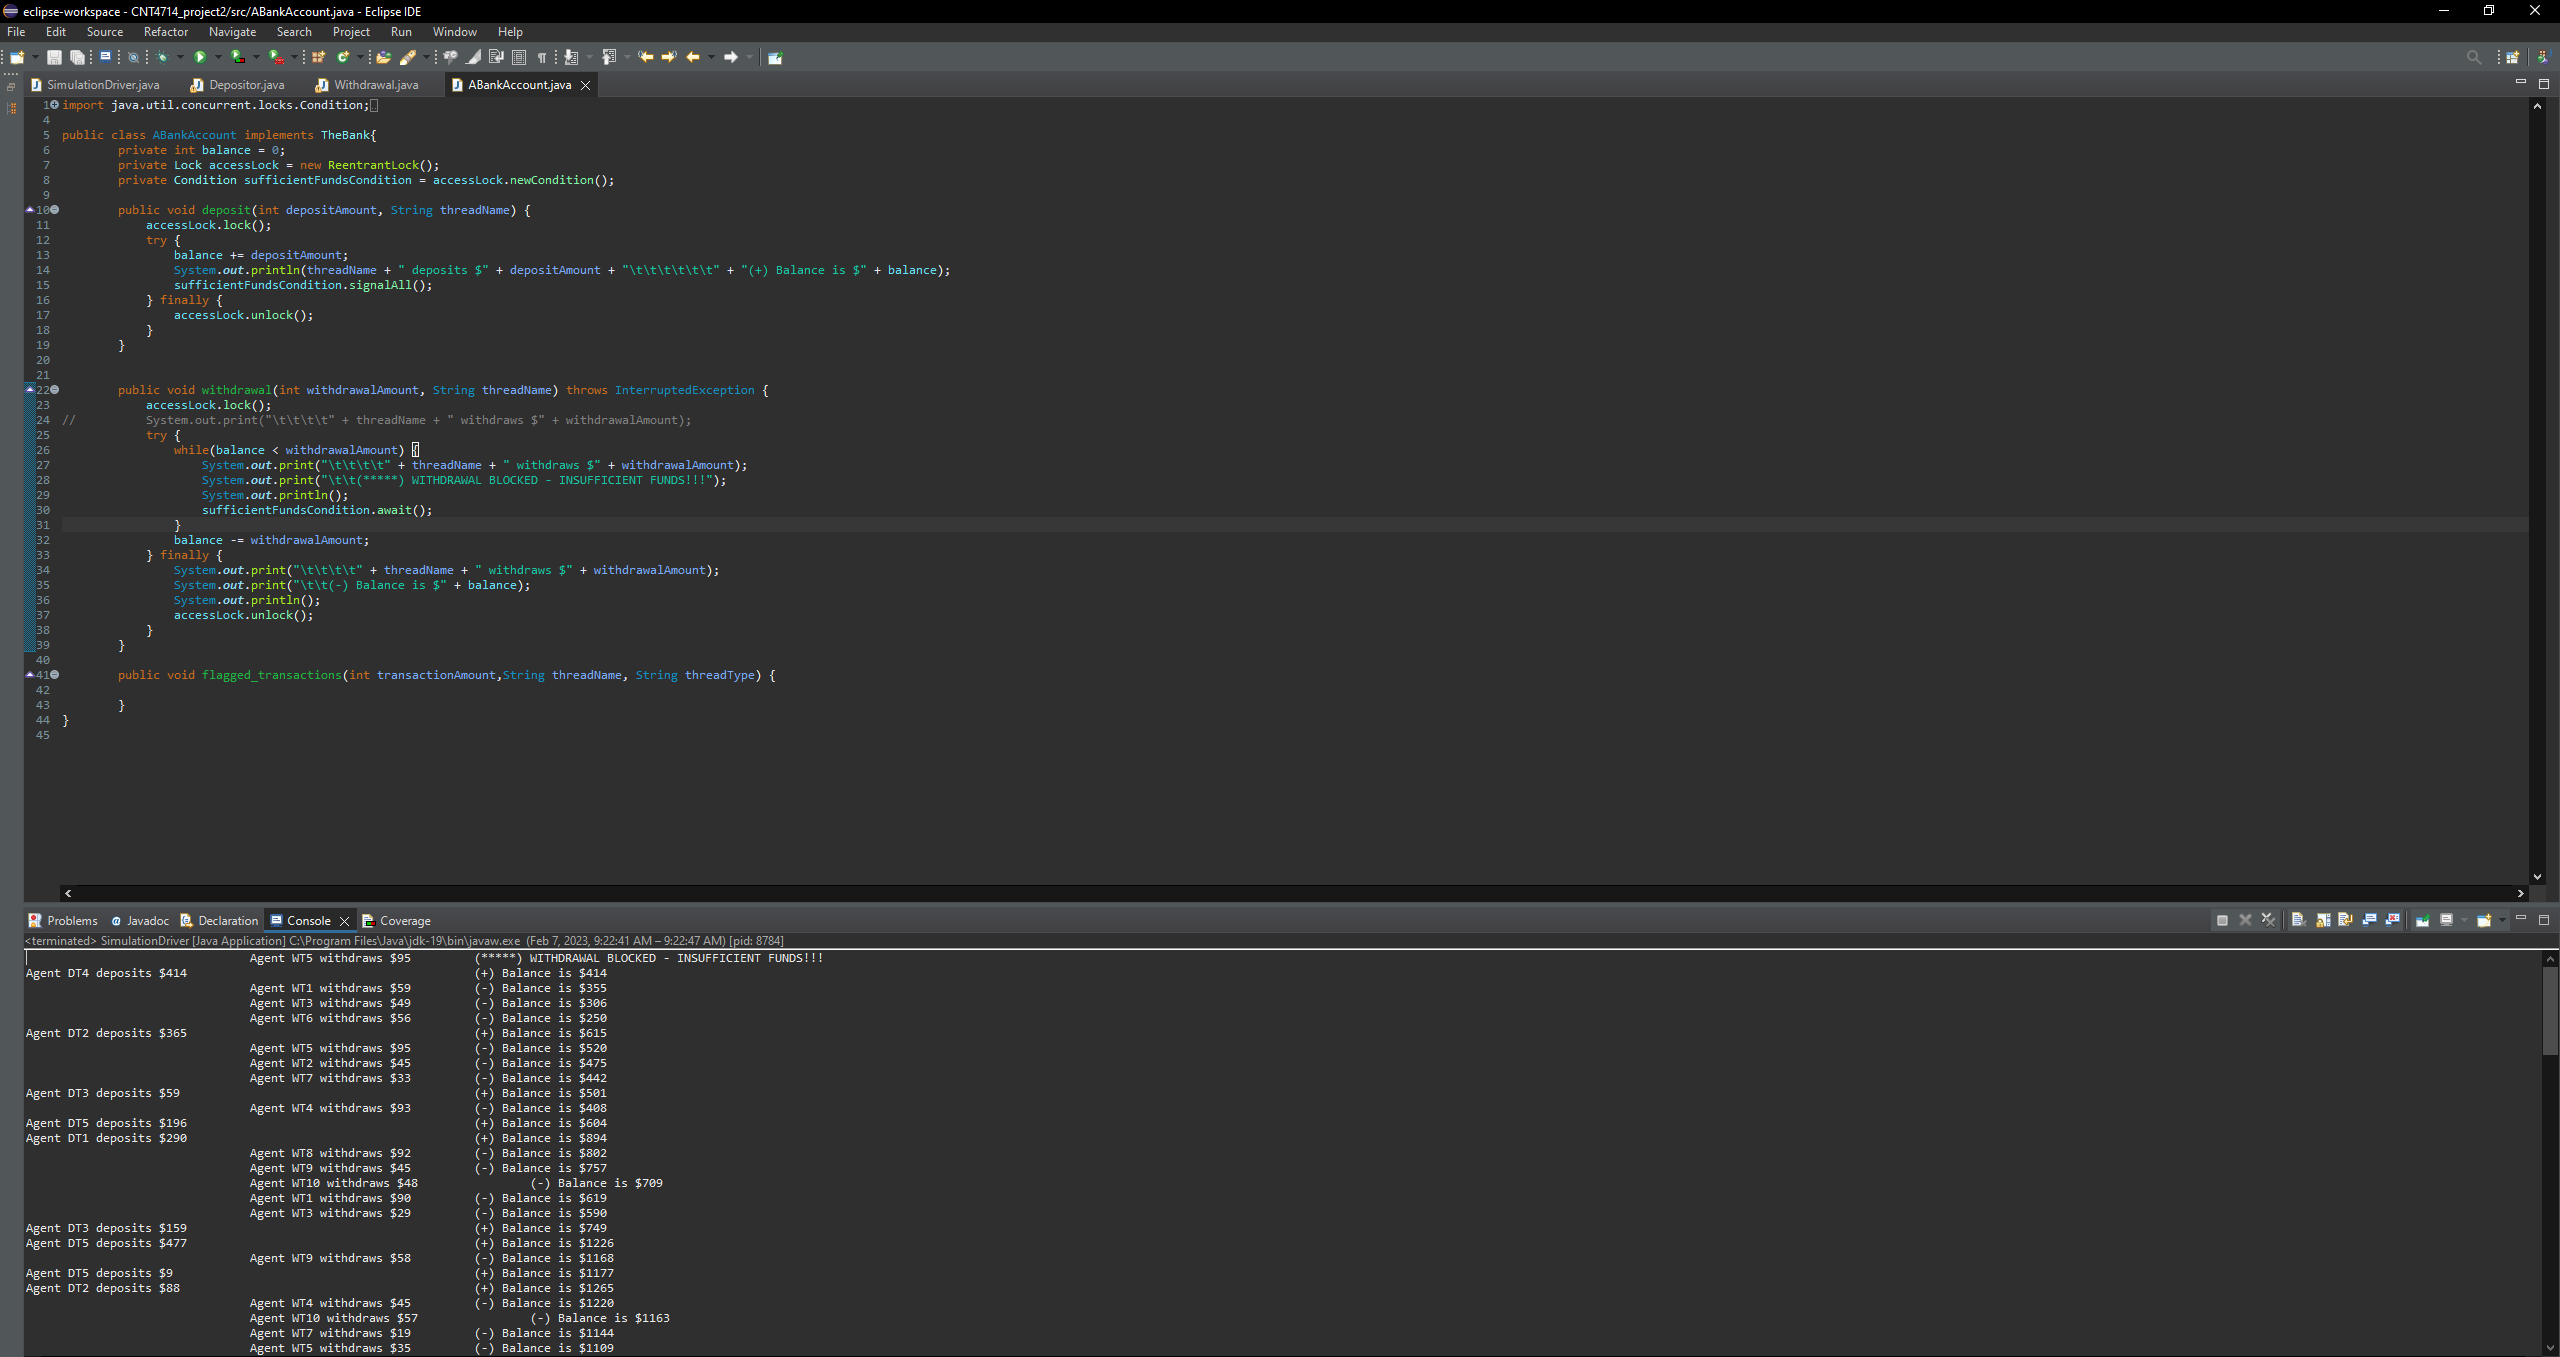 eclipse-workspace - CNT4714_project2/src/ABankAccount.java - Eclipse IDE
File Edit Source Refactor Navigate Search Project Run Window Help
SimulationDriver.java Depositor.java Withdrawal.java ABankAccount.java
1 import java.util.concurrent.locks.Condition;
4
5 public class ABankAccount implements TheBank{
6 private int balance = 0;
7 private Lock accessLock = new ReentrantLock();
8 private Condition sufficientFundsCondition = accessLock.newCondition();
9
10 public void deposit(int depositAmount, String threadName) {
11 accessLock.lock();
12 try {
13 balance += depositAmount;
14 System.out.println(threadName + " deposits $" + depositAmount + "\t\t\t\t\t\t" + "(+) Balance is $" + balance);
15 sufficientFundsCondition.signalAll();
16 } finally {
17 accessLock.unlock();
18 }
19 }
20
21
22 public void withdrawal(int withdrawalAmount, String threadName) throws InterruptedException {
23 accessLock.lock();
24 // System.out.print("\t\t\t\t" + threadName + " withdraws $" + withdrawalAmount);
25 try {
26 while(balance < withdrawalAmount) {
27 System.out.print("\t\t\t\t" + threadName + " withdraws $" + withdrawalAmount);
28 System.out.print("\t\t(*****) WITHDRAWAL BLOCKED - INSUFFICIENT FUNDS!!!");
29 System.out.println();
30 sufficientFundsCondition.await();
31 }
32 balance -= withdrawalAmount;
33 } finally {
34 System.out.print("\t\t\t\t" + threadName + " withdraws $" + withdrawalAmount);
35 System.out.print("\t\t(-) Balance is $" + balance);
36 System.out.println();
37 accessLock.unlock();
38 }
39 }
40
41 public void flagged_transactions(int transactionAmount,String threadName, String threadType) {
42
43 }
44 }
45
Problems Javadoc Declaration Console Coverage
<terminated> SimulationDriver [Java Application] C:\Program Files\Java\jdk-19\bin\javaw.exe (Feb 7, 2023, 9:22:41 AM – 9:22:47 AM) [pid: 8784]
Agent WT5 withdraws $95 (*****) WITHDRAWAL BLOCKED - INSUFFICIENT FUNDS!!!
Agent DT4 deposits $414 (+) Balance is $414
Agent WT1 withdraws $59 (-) Balance is $355
Agent WT3 withdraws $49 (-) Balance is $306
Agent WT6 withdraws $56 (-) Balance is $250
Agent DT2 deposits $365 (+) Balance is $615
Agent WT5 withdraws $95 (-) Balance is $520
Agent WT2 withdraws $45 (-) Balance is $475
Agent WT7 withdraws $33 (-) Balance is $442
Agent DT3 deposits $59 (+) Balance is $501
Agent WT4 withdraws $93 (-) Balance is $408
Agent DT5 deposits $196 (+) Balance is $604
Agent DT1 deposits $290 (+) Balance is $894
Agent WT8 withdraws $92 (-) Balance is $802
Agent WT9 withdraws $45 (-) Balance is $757
Agent WT10 withdraws $48 (-) Balance is $709
Agent WT1 withdraws $90 (-) Balance is $619
Agent WT3 withdraws $29 (-) Balance is $590
Agent DT3 deposits $159 (+) Balance is $749
Agent DT5 deposits $477 (+) Balance is $1226
Agent WT9 withdraws $58 (-) Balance is $1168
Agent DT5 deposits $9 (+) Balance is $1177
Agent DT2 deposits $88 (+) Balance is $1265
Agent WT4 withdraws $45 (-) Balance is $1220
Agent WT10 withdraws $57 (-) Balance is $1163
Agent WT7 withdraws $19 (-) Balance is $1144
Agent WT5 withdraws $35 (-) Balance is $1109